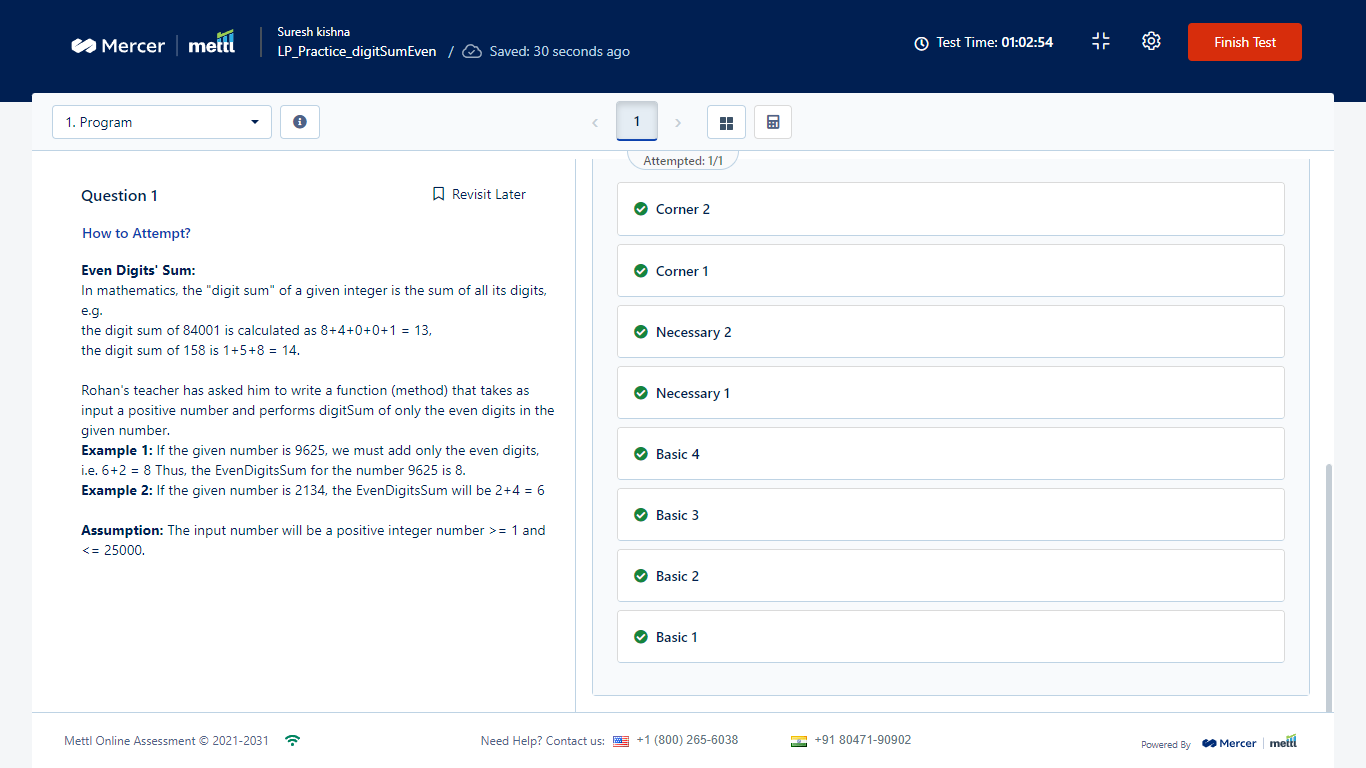 Mercer mettl
Suresh kishna
LP_Practice_digitSumEven / Saved: 30 seconds ago
Test Time: 01:02:54
Finish Test
1. Program
1
Attempted: 1/1
Question 1
Revisit Later
How to Attempt?
Even Digits' Sum:
In mathematics, the "digit sum" of a given integer is the sum of all its digits,
e.g.
the digit sum of 84001 is calculated as 8+4+0+0+1 = 13,
the digit sum of 158 is 1+5+8 = 14.
Rohan's teacher has asked him to write a function (method) that takes as
input a positive number and performs digitSum of only the even digits in the
given number.
Example 1: If the given number is 9625, we must add only the even digits,
i.e. 6+2 = 8 Thus, the EvenDigitsSum for the number 9625 is 8.
Example 2: If the given number is 2134, the EvenDigitsSum will be 2+4 = 6
Assumption: The input number will be a positive integer number >= 1 and
<= 25000.
Corner 2
Corner 1
Necessary 2
Necessary 1
Basic 4
Basic 3
Basic 2
Basic 1
Mettl Online Assessment © 2021-2031
Need Help? Contact us: +1 (800) 265-6038
+91 80471-90902
Powered By Mercer mettl